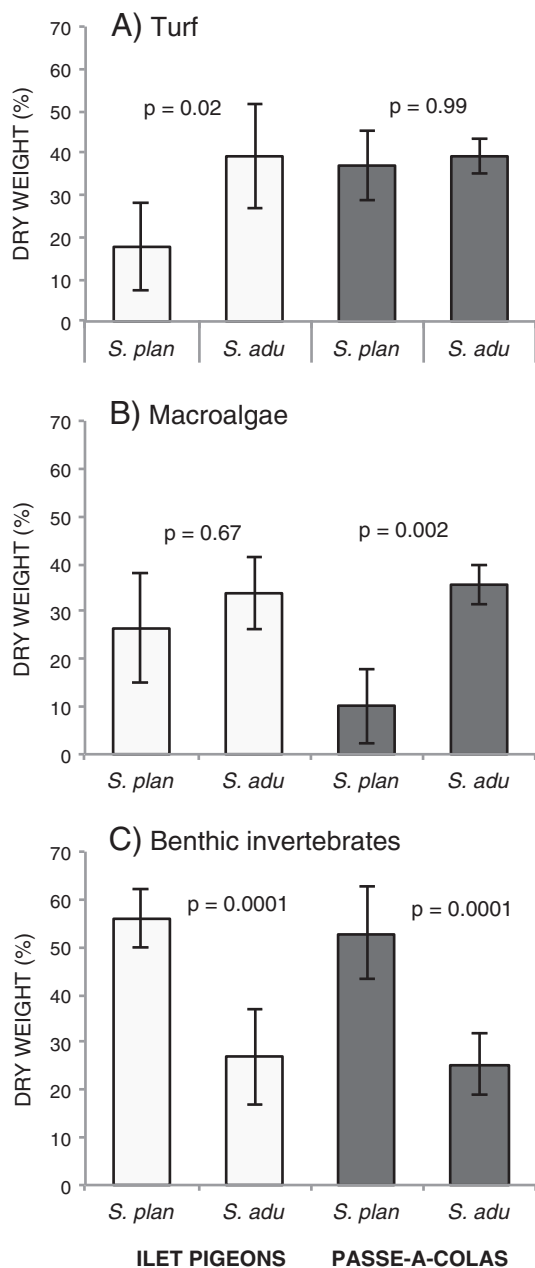 A) Turf
DRY WEIGHT (%)
70
60
50
40
30
20
10
0
p = 0.02
p = 0.99
S. plan S. adu S. plan S. adu
B) Macroalgae
DRY WEIGHT (%)
70
60
50
40
30
20
10
0
p = 0.67
p = 0.002
S. plan S. adu S. plan S. adu
C) Benthic invertebrates
DRY WEIGHT (%)
70
60
50
40
30
20
10
0
p = 0.0001
p = 0.0001
S. plan S. adu S. plan S. adu
ILET PIGEONS PASSE-A-COLAS